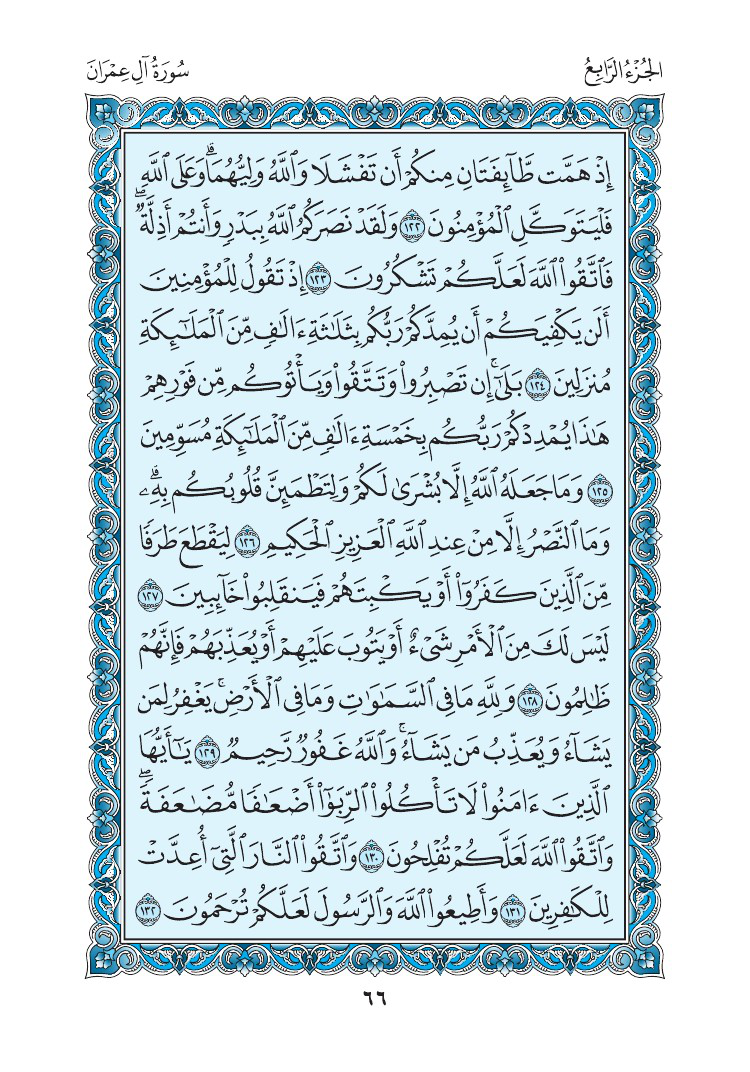 الجُزْءُ الرَّابِعُ
سُورَةُ آلِ عِمْرَانَ
إِذْ هَمَّت طَّآئِفَتَانِ مِنكُمْ أَن تَفْشَلَا وَٱللَّهُ وَلِيُّهُمَاۗ وَعَلَى ٱللَّهِ
فَلْيَتَوَكَّلِ ٱلْمُؤْمِنُونَ ١٢٢ وَلَقَدْ نَصَرَكُمُ ٱللَّهُ بِبَدْرٍ وَأَنتُمْ أَذِلَّةٌۖ
فَٱتَّقُوا۟ ٱللَّهَ لَعَلَّكُمْ تَشْكُرُونَ ١٢٣ إِذْ تَقُولُ لِلْمُؤْمِنِينَ
أَلَن يَكْفِيَكُمْ أَن يُمِدَّكُمْ رَبُّكُم بِثَلَٰثَةِ ءَالَٰفٍ مِّنَ ٱلْمَلَٰٓئِكَةِ
مُنزَلِينَ ١٢٤ بَلَىٰٓۚ إِن تَصْبِرُوا۟ وَتَتَّقُوا۟ وَيَأْتُوكُم مِّن فَوْرِهِمْ
هَٰذَا يُمْدِدْكُمْ رَبُّكُم بِخَمْسَةِ ءَالَٰفٍ مِّنَ ٱلْمَلَٰٓئِكَةِ مُسَوِّمِينَ
١٢٥ وَمَا جَعَلَهُ ٱللَّهُ إِلَّا بُشْرَىٰ لَكُمْ وَلِتَطْمَئِنَّ قُلُوبُكُم بِهِۦۗ
وَمَا ٱلنَّصْرُ إِلَّا مِنْ عِندِ ٱللَّهِ ٱلْعَزِيزِ ٱلْحَكِيمِ ١٢٦ لِيَقْطَعَ طَرَفًا
مِّنَ ٱلَّذِينَ كَفَرُوٓا۟ أَوْ يَكْبِتَهُمْ فَيَنقَلِبُوا۟ خَآئِبِينَ ١٢٧
لَيْسَ لَكَ مِنَ ٱلْأَمْرِ شَىْءٌ أَوْ يَتُوبَ عَلَيْهِمْ أَوْ يُعَذِّبَهُمْ فَإِنَّهُمْ
ظَٰلِمُونَ ١٢٨ وَلِلَّهِ مَا فِى ٱلسَّمَٰوَٰتِ وَمَا فِى ٱلْأَرْضِۚ يَغْفِرُ لِمَن
يَشَآءُ وَيُعَذِّبُ مَن يَشَآءُۚ وَٱللَّهُ غَفُورٌ رَّحِيمٌ ١٢٩ يَٰٓأَيُّهَا
ٱلَّذِينَ ءَامَنُوا۟ لَا تَأْكُلُوا۟ ٱلرِّبَوٰٓا۟ أَضْعَٰفًا مُّضَٰعَفَةًۖ
وَٱتَّقُوا۟ ٱللَّهَ لَعَلَّكُمْ تُفْلِحُونَ ١٣٠ وَٱتَّقُوا۟ ٱلنَّارَ ٱلَّتِىٓ أُعِدَّتْ
لِلْكَٰفِرِينَ ١٣١ وَأَطِيعُوا۟ ٱللَّهَ وَٱلرَّسُولَ لَعَلَّكُمْ تُرْحَمُونَ ١٣٢
٦٦